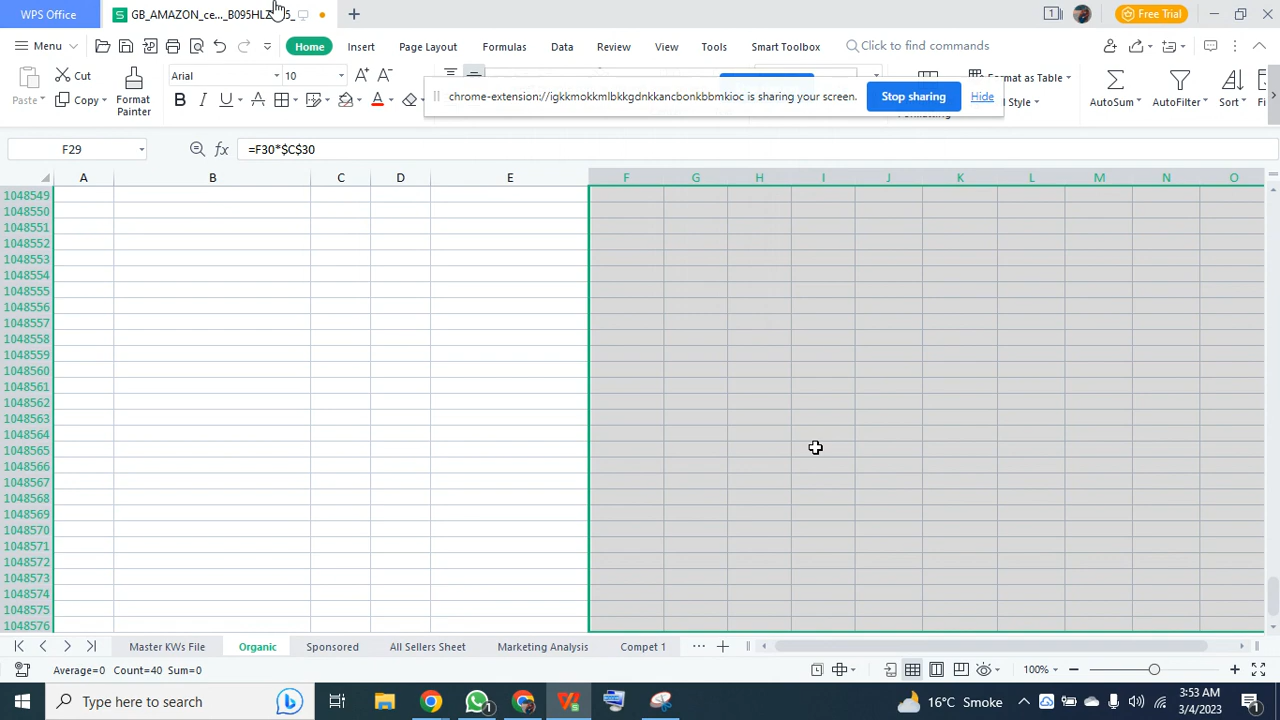 WPS Office
GB_AMAZON_ce..._B095HLZ
1
Free Trial
Menu
Home
Insert
Page Layout
Formulas
Data
Review
View
Tools
Smart Toolbox
Click to find commands
Cut
Paste
Copy
Format Painter
Arial
10
B I U A
chrome-extension://igkkmokkmlbkkgdnkkancbonkbbmkioc is sharing your screen.
Stop sharing
Hide
Format as Table
Style
AutoSum
AutoFilter
Sort
Fi
F29
fx
=F30*$C$30
A B C D E F G H I J K L M N O
1048549
1048550
1048551
1048552
1048553
1048554
1048555
1048556
1048557
1048558
1048559
1048560
1048561
1048562
1048563
1048564
1048565
1048566
1048567
1048568
1048569
1048570
1048571
1048572
1048573
1048574
1048575
1048576
Master KWs File
Organic
Sponsored
All Sellers Sheet
Marketing Analysis
Compet 1
Average=0 Count=40 Sum=0
100%
Type here to search
1
16°C Smoke
3:53 AM
3/4/2023
1